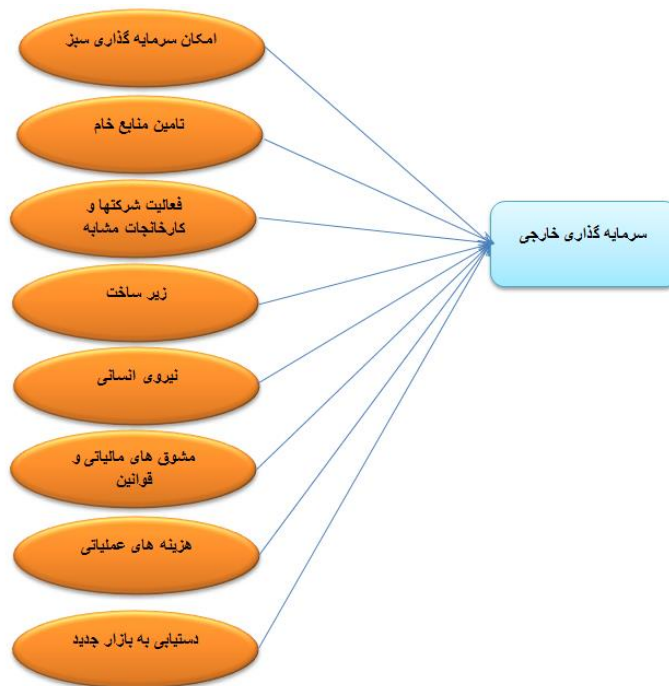 امکان سرمایه گذاری سبز
تامین منابع خام
فعالیت شرکتها و
کارخانجات مشابه
زیر ساخت
نیروی انسانی
مشوق های مالیاتی و
قوانین
هزینه های عملیاتی
دستیابی به بازار جدید
سرمایه گذاری خارجی